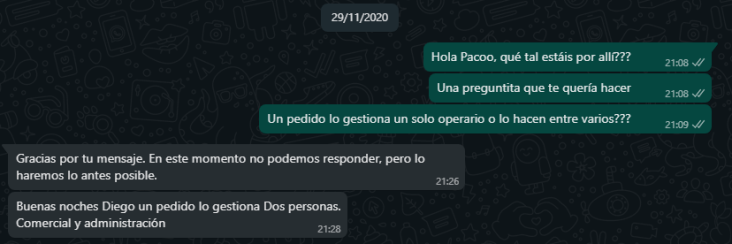 29/11/2020
Hola Pacoo, qué tal estáis por allí???
21:08
Una preguntita que te quería hacer
21:08
Un pedido lo gestiona un solo operario o lo hacen entre varios???
21:09
Gracias por tu mensaje. En este momento no podemos responder, pero lo
haremos lo antes posible.
21:26
Buenas noches Diego un pedido lo gestiona Dos personas.
Comercial y administración
21:28